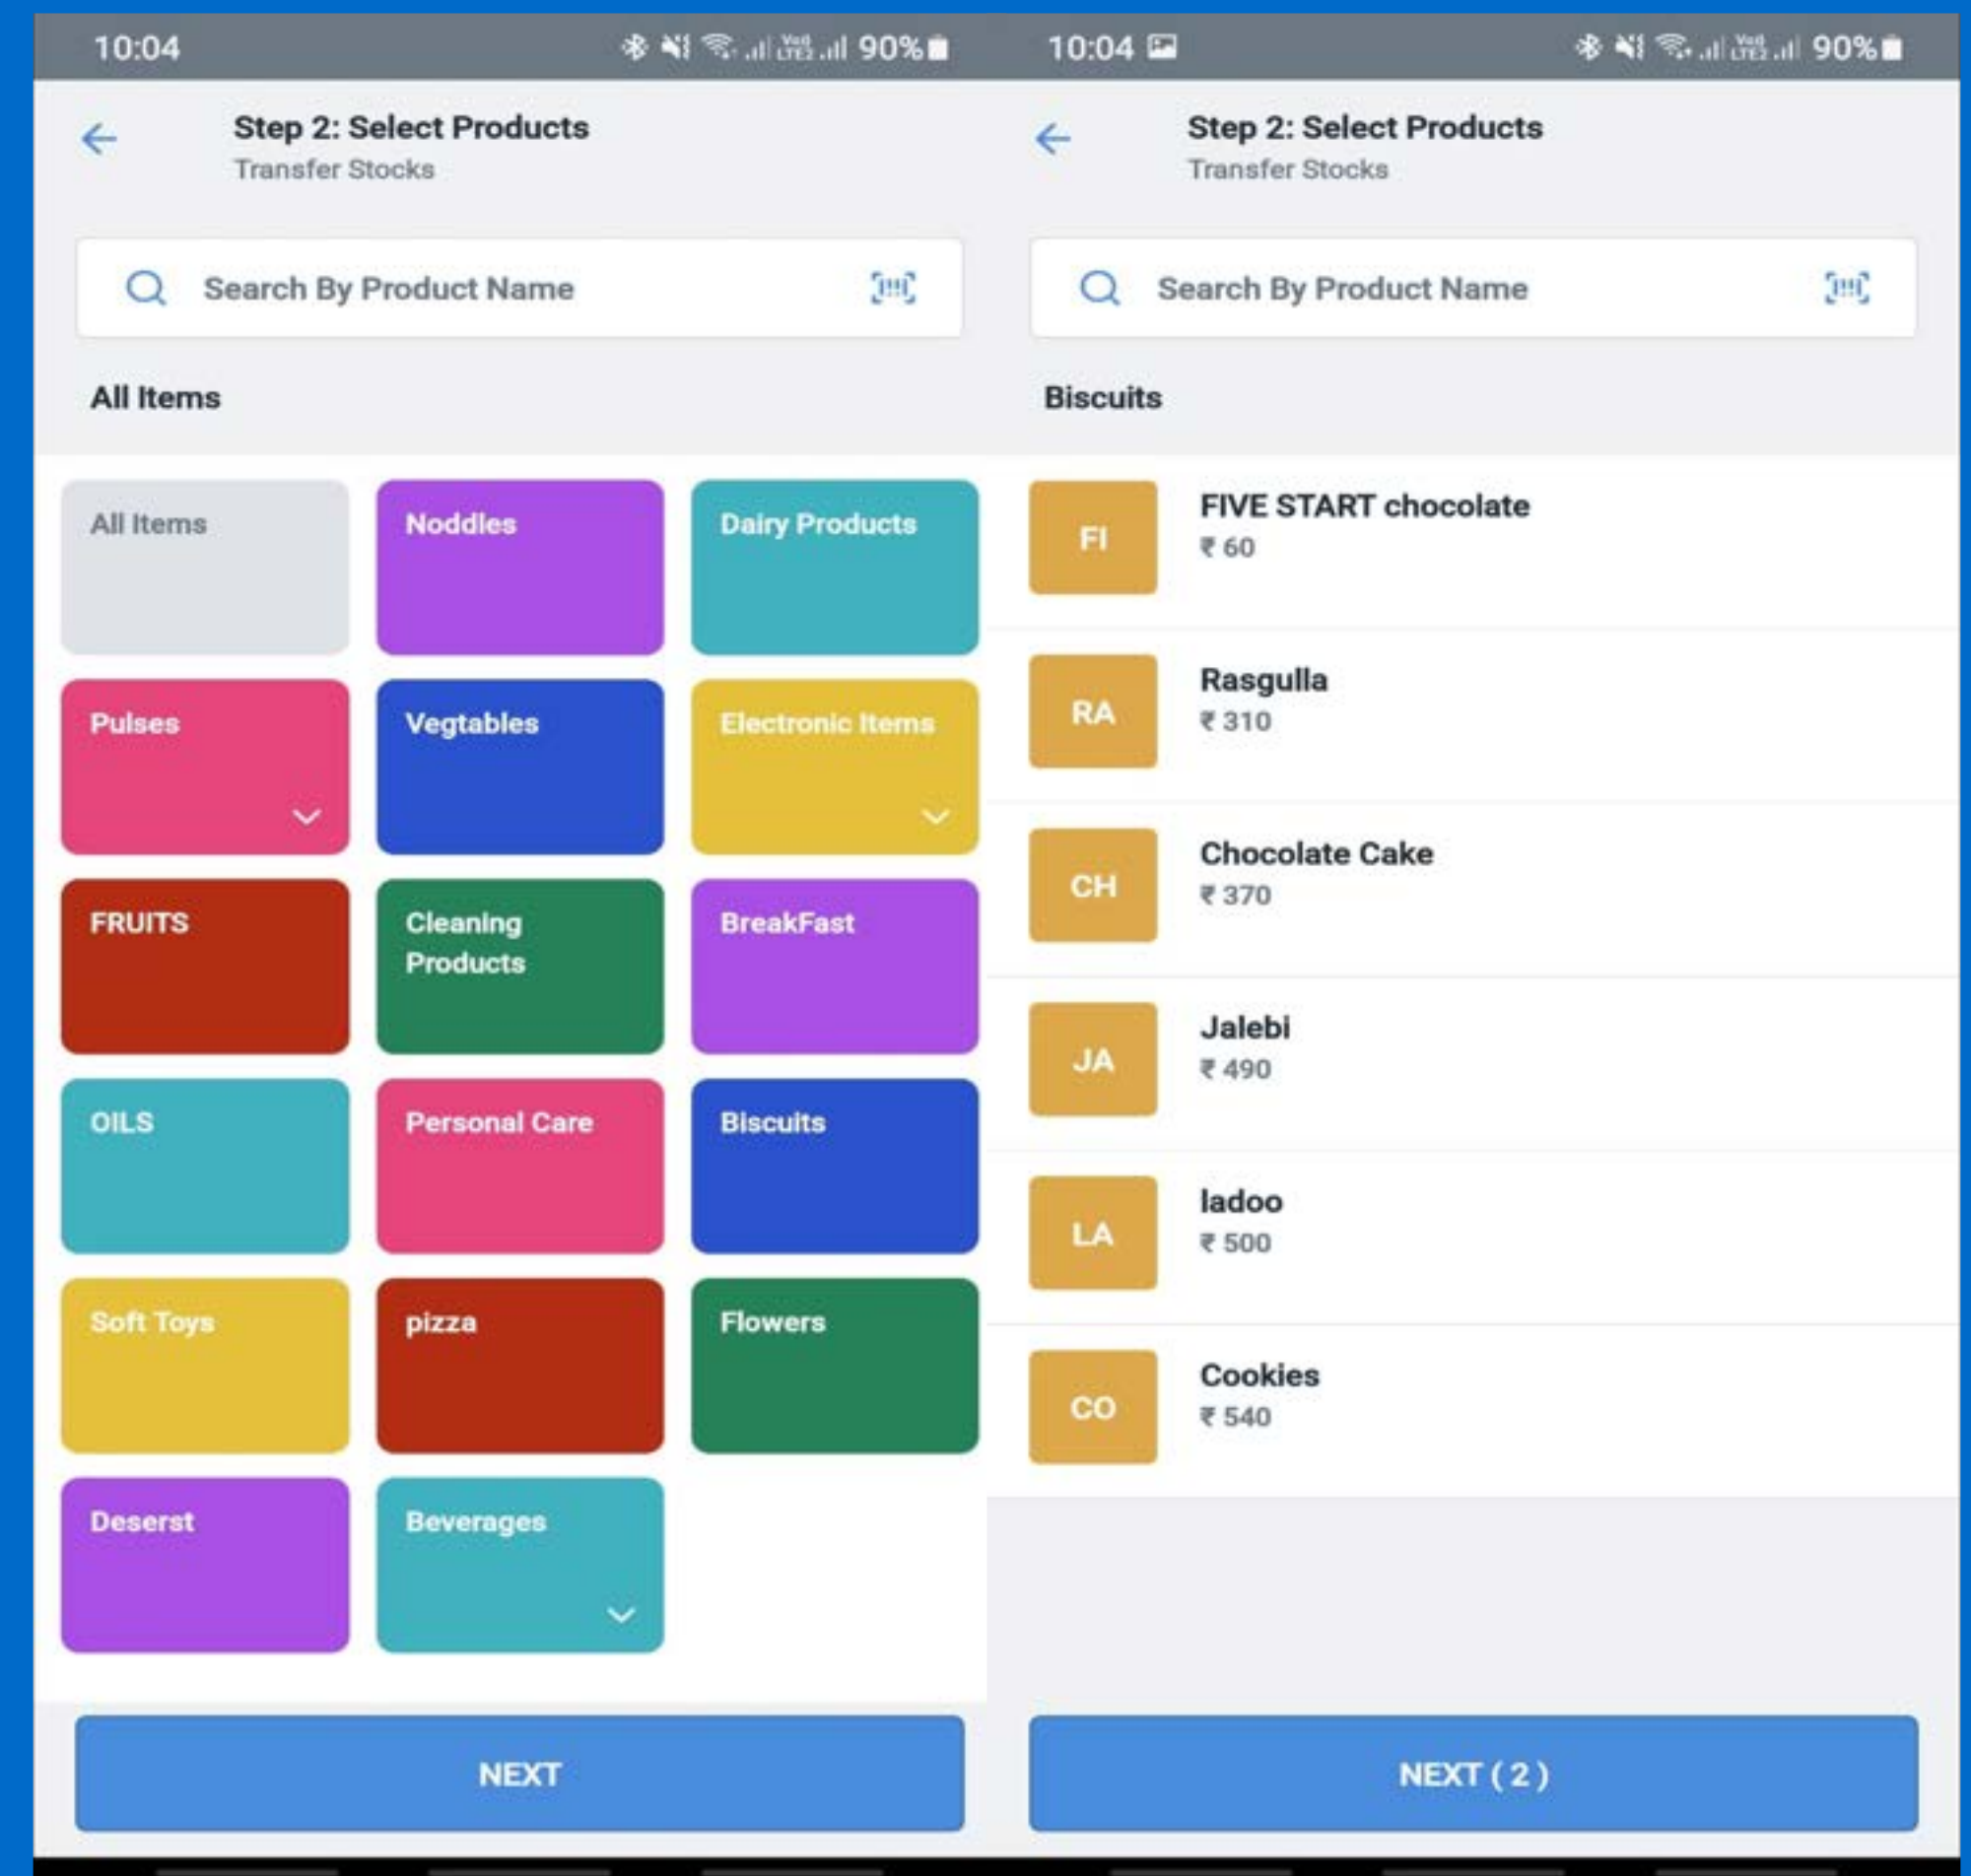 10:04
90%
Step 2: Select Products
Transfer Stocks
Search By Product Name
All Items
All Items
Noddles
Dairy Products
Pulses
Vegtables
Electronic Items
FRUITS
Cleaning
Products
BreakFast
OILS
Personal Care
Biscuits
Soft Toys
pizza
Flowers
Deserst
Beverages
NEXT
10:04
90%
Step 2: Select Products
Transfer Stocks
Search By Product Name
Biscuits
FI
FIVE START chocolate
₹ 60
RA
Rasgulla
₹ 310
CH
Chocolate Cake
₹ 370
JA
Jalebi
₹ 490
LA
ladoo
₹ 500
CO
Cookies
₹ 540
NEXT ( 2 )